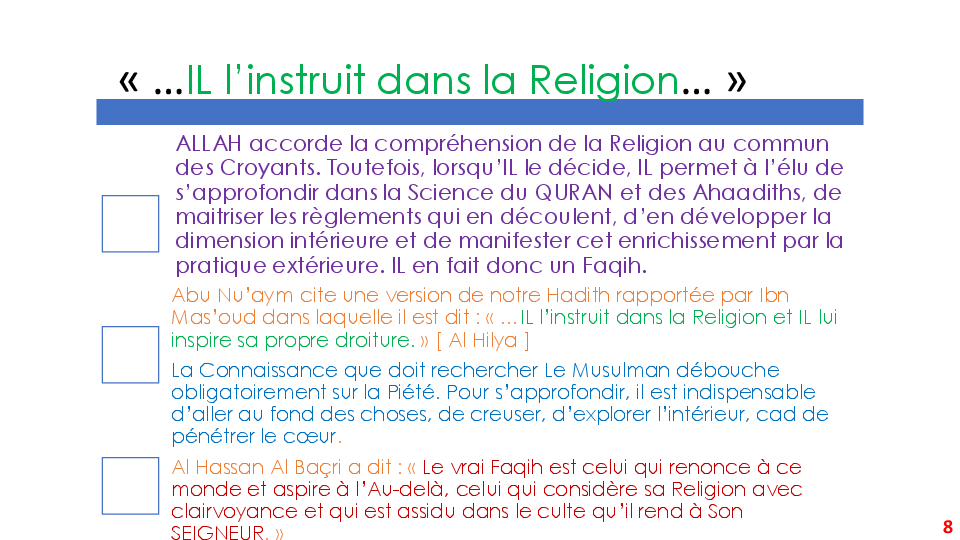 « ...IL l’instruit dans la Religion... »
ALLAH accorde la compréhension de la Religion au commun
des Croyants. Toutefois, lorsqu’IL le décide, IL permet à l’élu de
s’approfondir dans la Science du QURAN et des Ahaadiths, de
maitriser les règlements qui en découlent, d’en développer la
dimension intérieure et de manifester cet enrichissement par la
pratique extérieure. IL en fait donc un Faqih.
Abu Nu’aym cite une version de notre Hadith rapportée par Ibn
Mas’oud dans laquelle il est dit : « ...IL l’instruit dans la Religion et IL lui
inspire sa propre droiture. » [ Al Hilya ]
La Connaissance que doit rechercher Le Musulman débouche
obligatoirement sur la Piété. Pour s’approfondir, il est indispensable
d’aller au fond des choses, de creuser, d’explorer l’intérieur, cad de
pénétrer le cœur.
Al Hassan Al Baçri a dit : « Le vrai Faqih est celui qui renonce à ce
monde et aspire à l’Au-delà, celui qui considère sa Religion avec
clairvoyance et qui est assidu dans le culte qu’il rend à Son
SEIGNEUR. »
8